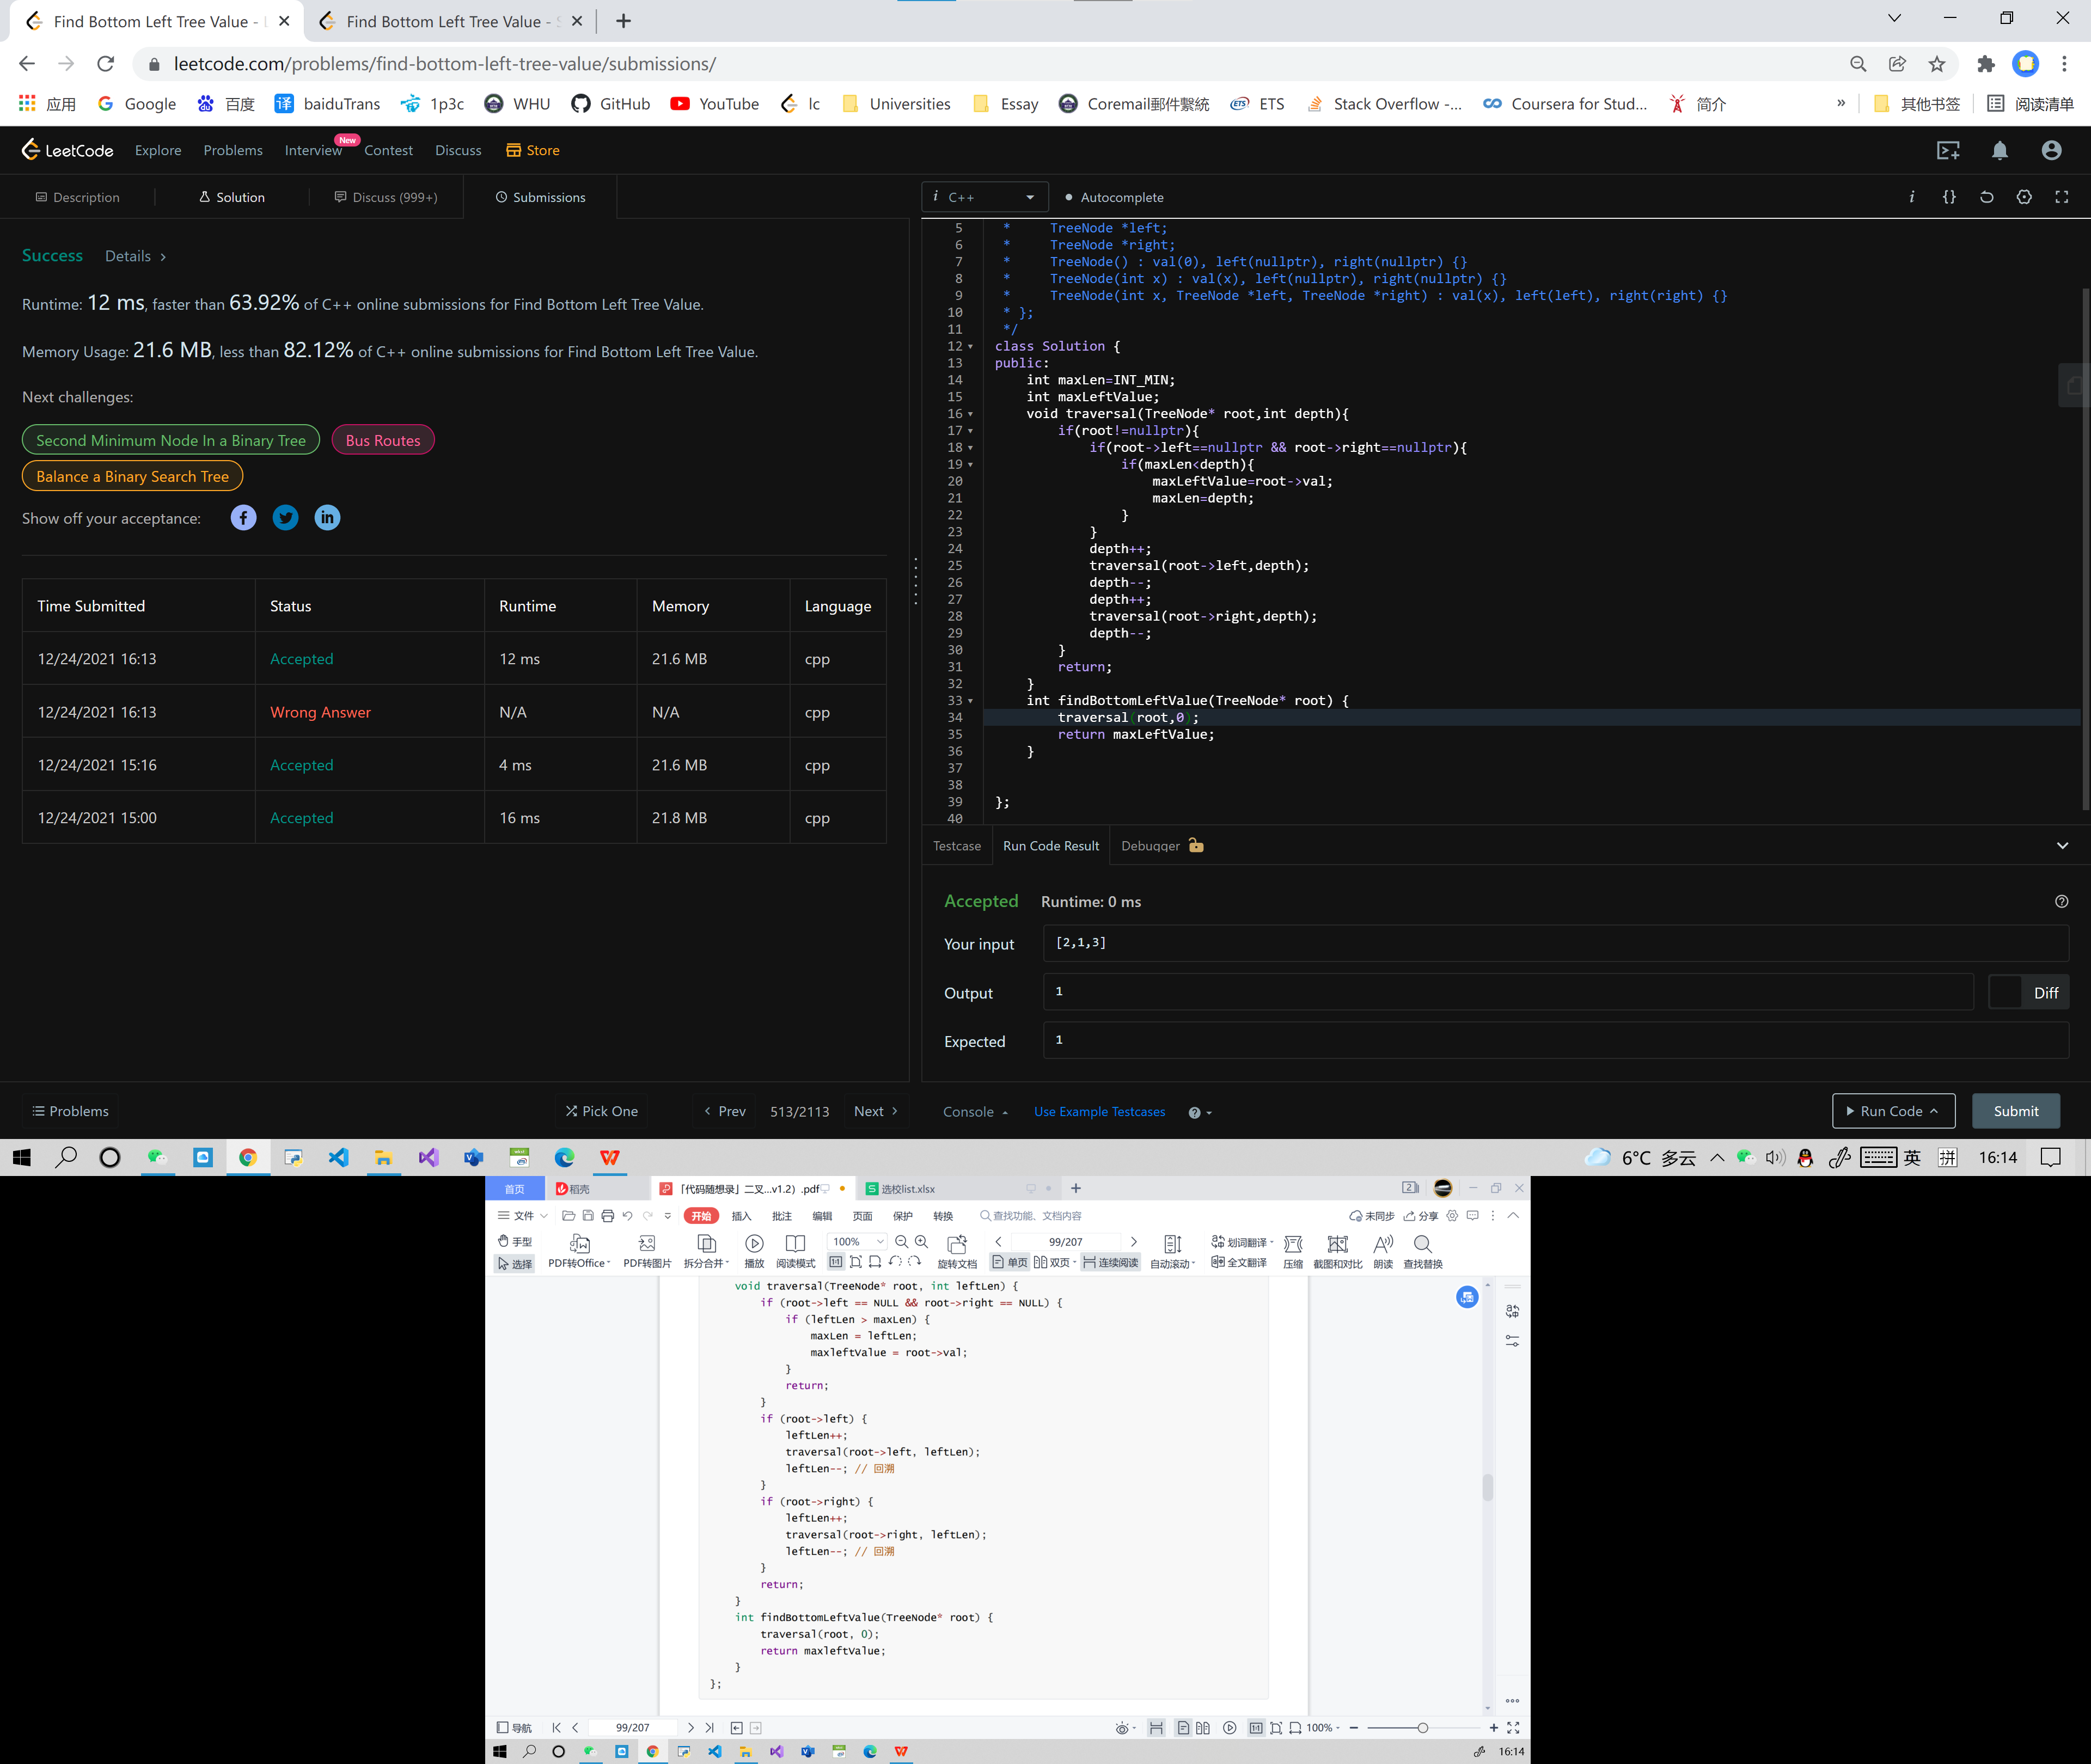 Find Bottom Left Tree Value - L
Find Bottom Left Tree Value - S
leetcode.com/problems/find-bottom-left-tree-value/submissions/
应用 Google 百度 baiduTrans 1p3c WHU GitHub YouTube lc Universities Essay Coremail郵件繫統 ETS Stack Overflow -... Coursera for Stud... 简介 » 其他书签 阅读清单
LeetCode Explore Problems Interview New Contest Discuss Store
Description Solution Discuss (999+) Submissions
Success Details >
Runtime: 12 ms, faster than 63.92% of C++ online submissions for Find Bottom Left Tree Value.
Memory Usage: 21.6 MB, less than 82.12% of C++ online submissions for Find Bottom Left Tree Value.
Next challenges:
Second Minimum Node In a Binary Tree Bus Routes
Balance a Binary Search Tree
Show off your acceptance:
Time Submitted Status Runtime Memory Language
12/24/2021 16:13 Accepted 12 ms 21.6 MB cpp
12/24/2021 16:13 Wrong Answer N/A N/A cpp
12/24/2021 15:16 Accepted 4 ms 21.6 MB cpp
12/24/2021 15:00 Accepted 16 ms 21.8 MB cpp
Problems Pick One < Prev 513/2113 Next >
i C++ Autocomplete
5 * TreeNode *left;
6 * TreeNode *right;
7 * TreeNode() : val(0), left(nullptr), right(nullptr) {}
8 * TreeNode(int x) : val(x), left(nullptr), right(nullptr) {}
9 * TreeNode(int x, TreeNode *left, TreeNode *right) : val(x), left(left), right(right) {}
10 * };
11 */
12 class Solution {
13 public:
14 int maxLen=INT_MIN;
15 int maxLeftValue;
16 void traversal(TreeNode* root,int depth){
17 if(root!=nullptr){
18 if(root->left==nullptr && root->right==nullptr){
19 if(maxLen<depth){
20 maxLeftValue=root->val;
21 maxLen=depth;
22 }
23 }
24 depth++;
25 traversal(root->left,depth);
26 depth--;
27 depth++;
28 traversal(root->right,depth);
29 depth--;
30 }
31 return;
32 }
33 int findBottomLeftValue(TreeNode* root) {
34 traversal(root,0);
35 return maxLeftValue;
36 }
37
38
39 };
40
Testcase Run Code Result Debugger
Accepted Runtime: 0 ms
Your input [2,1,3]
Output 1 Diff
Expected 1
Console Use Example Testcases Run Code Submit
6°C 多云 英 拼 16:14
首页 稻壳 「代码随想录」二叉...v1.2）.pdf 选校list.xlsx
文件 开始 插入 批注 编辑 页面 保护 转换 查找功能、文档内容 未同步 分享
手型 100% 99/207 划词翻译
选择 PDF转Office PDF转图片 拆分合并 播放 阅读模式 旋转文档 单页 双页 连续阅读 自动滚动 全文翻译 压缩 截图和对比 朗读 查找替换
void traversal(TreeNode* root, int leftLen) {
if (root->left == NULL && root->right == NULL) {
if (leftLen > maxLen) {
maxLen = leftLen;
maxleftValue = root->val;
}
return;
}
if (root->left) {
leftLen++;
traversal(root->left, leftLen);
leftLen--; // 回溯
}
if (root->right) {
leftLen++;
traversal(root->right, leftLen);
leftLen--; // 回溯
}
return;
}
int findBottomLeftValue(TreeNode* root) {
traversal(root, 0);
return maxleftValue;
}
};
导航 99/207 100%
16:14